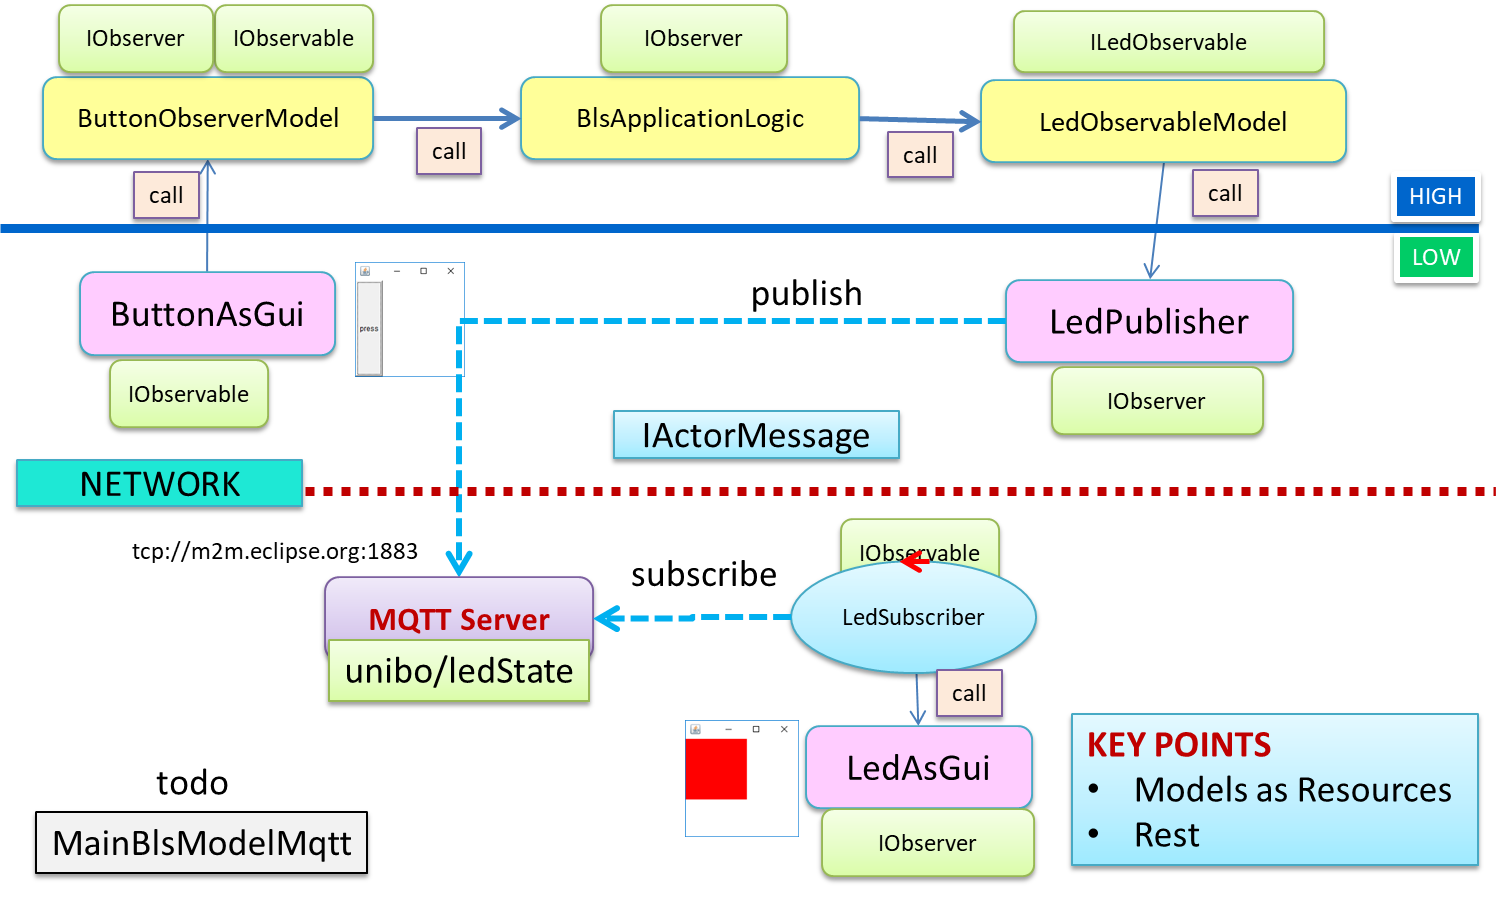 IObserver
IObservable
IObserver
ILedObservable
ButtonObserverModel
BlsApplicationLogic
LedObservableModel
call
call
call
call
HIGH
LOW
ButtonAsGui
IObservable
press
publish
LedPublisher
IObserver
IActorMessage
NETWORK
tcp://m2m.eclipse.org:1883
MQTT Server
unibo/ledState
subscribe
IObservable
LedSubscriber
call
LedAsGui
IObserver
KEY POINTS
• Models as Resources
• Rest
todo
MainBlsModelMqtt